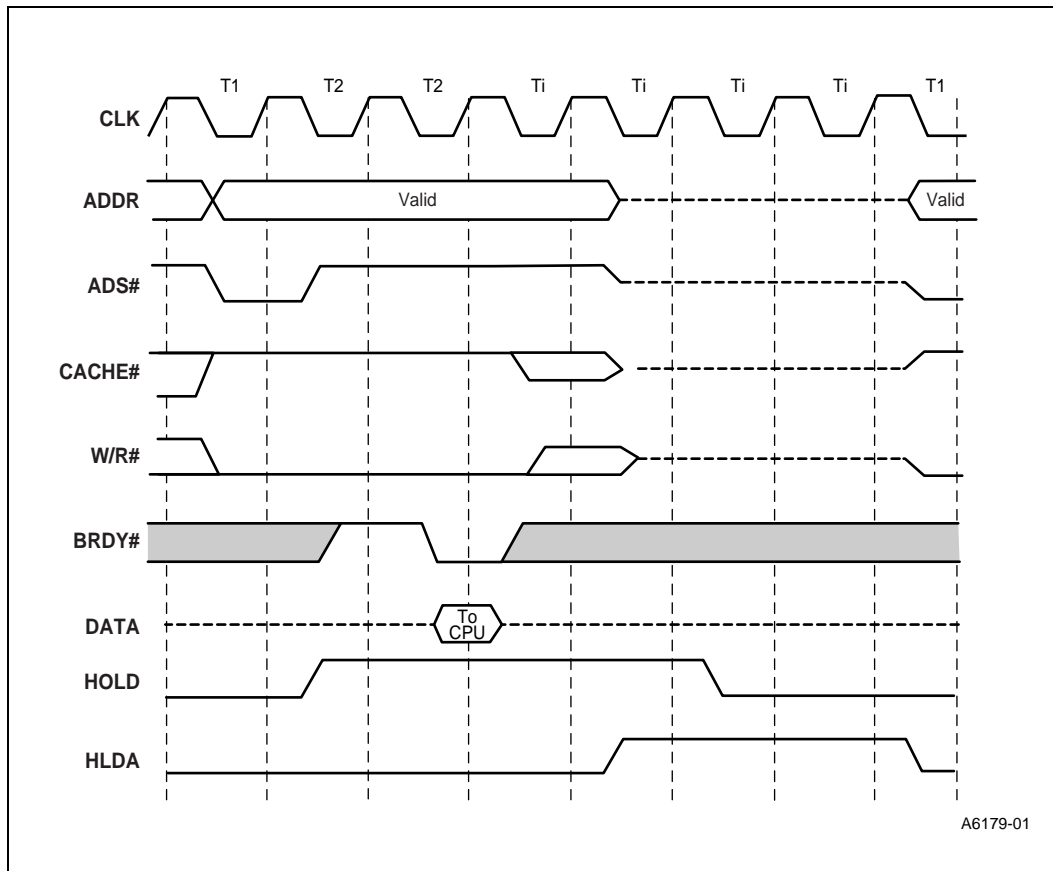 T1 T2 T2 Ti Ti Ti Ti T1
CLK
ADDR Valid Valid
ADS#
CACHE#
W/R#
BRDY#
DATA To
CPU
HOLD
HLDA
A6179-01